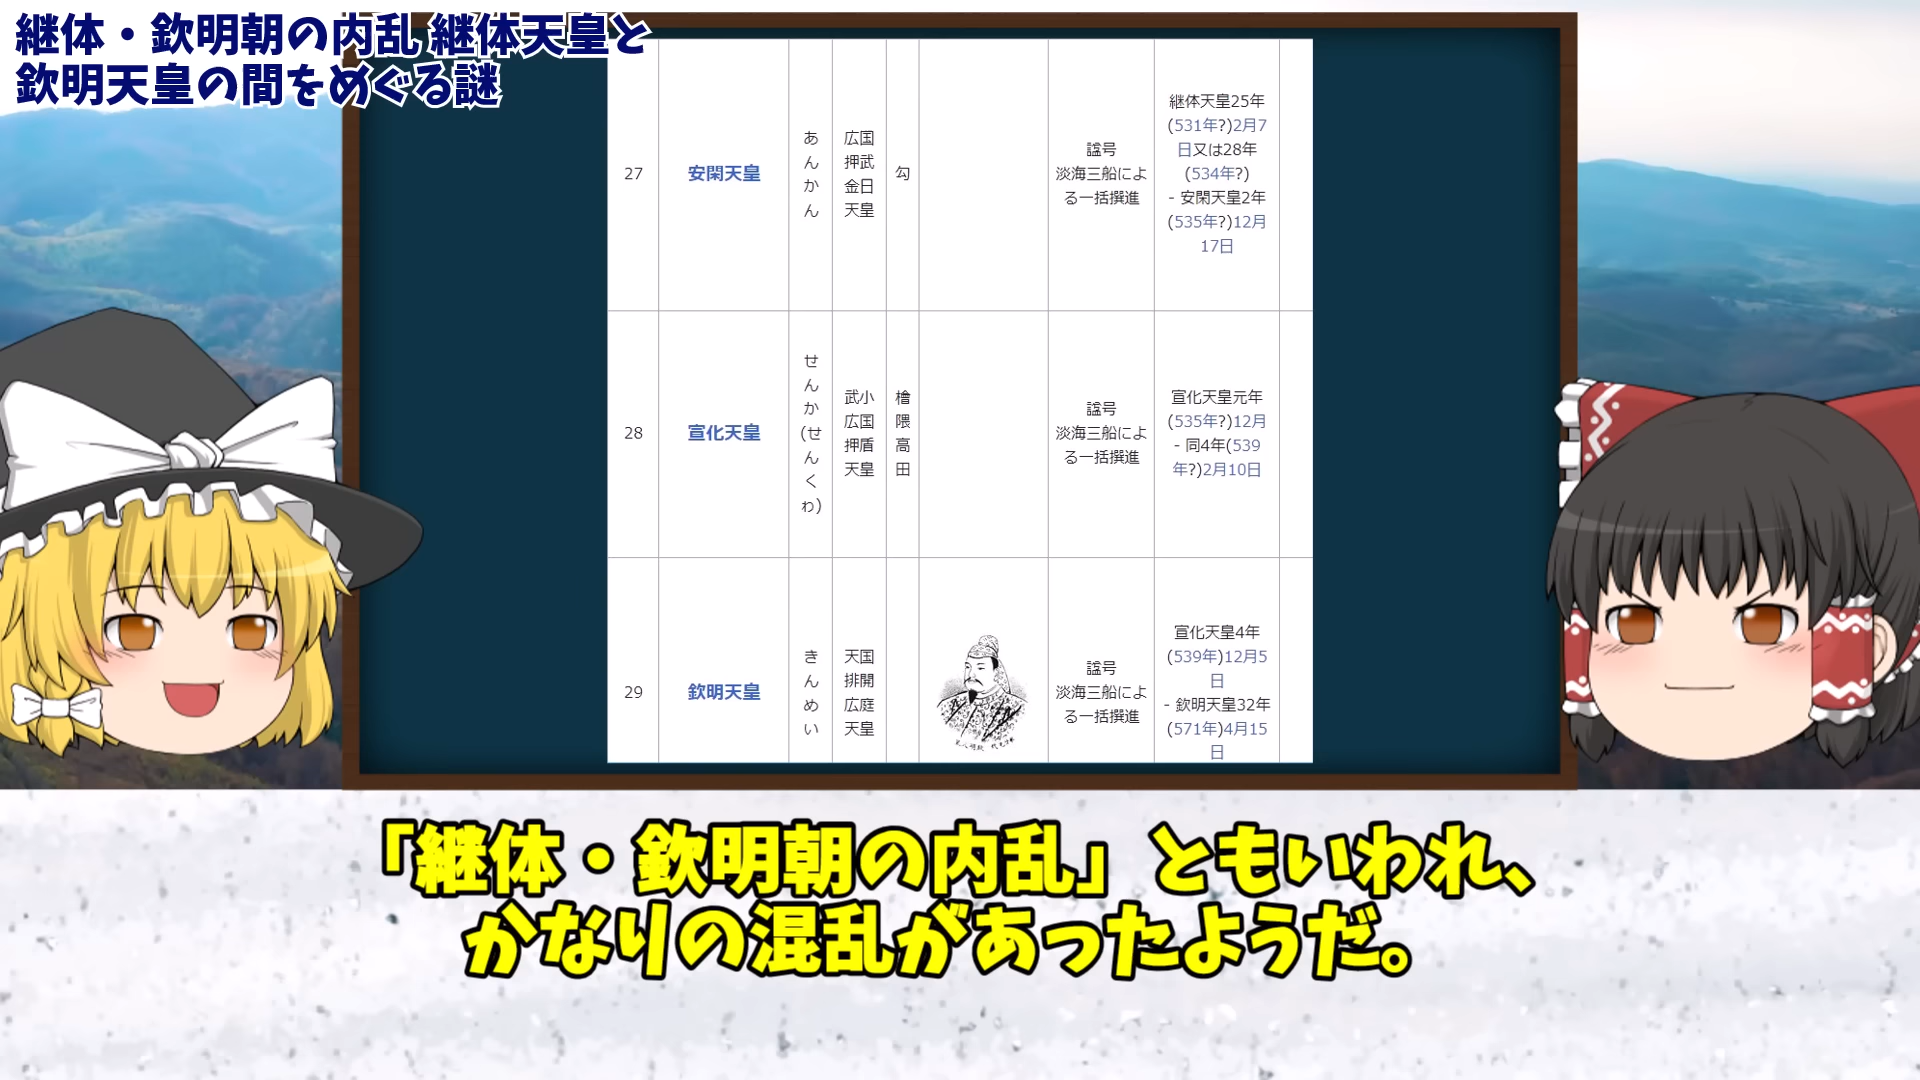 継体・欽明朝の内乱 継体天皇と
欽明天皇の間をめぐる謎
27
安閑天皇
あ
ん
か
ん
広国
押武
金日
天皇
勾
諡号
淡海三船によ
る一括撰進
継体天皇25年
(531年?)2月7
日又は28年
(534年?)
- 安閑天皇2年
(535年?)12月
17日
28
宣化天皇
せ
ん
か
(せ
ん
く
わ)
武小
広国
押盾
天皇
檜
隈
高
田
諡号
淡海三船によ
る一括撰進
宣化天皇元年
(535年?)12月
- 同4年(539
年?)2月10日
29
欽明天皇
き
ん
め
い
天国
排開
広庭
天皇
諡号
淡海三船によ
る一括撰進
宣化天皇4年
(539年)12月5
日
- 欽明天皇32年
(571年)4月15
日
「継体・欽明朝の内乱」ともいわれ、
かなりの混乱があったようだ。